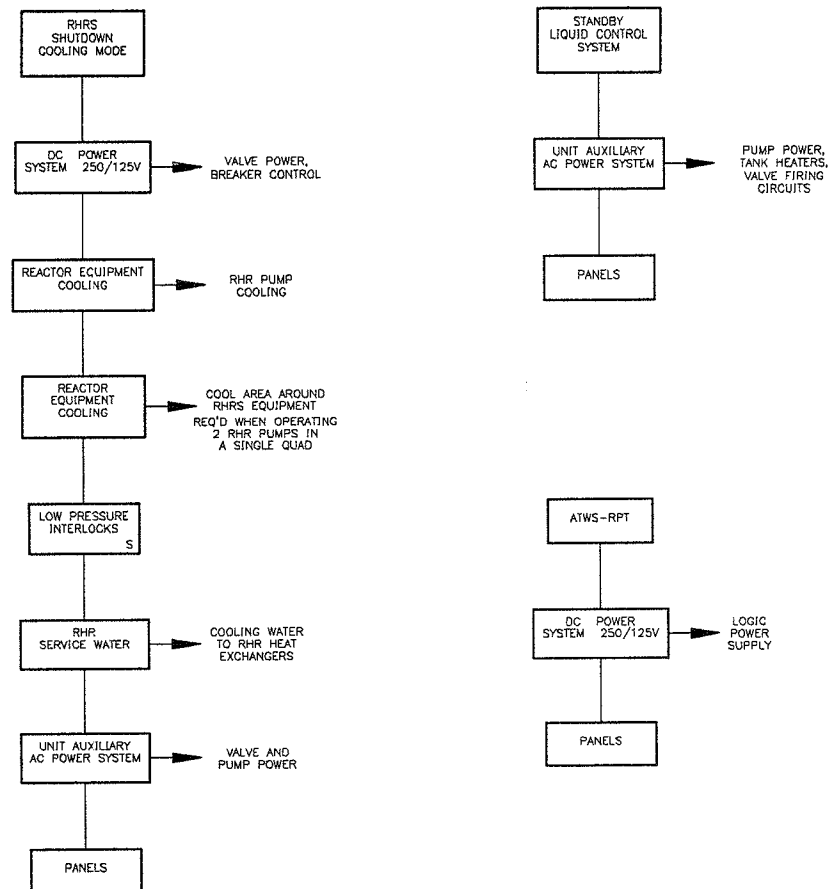 RHRS
SHUTDOWN
COOLING MODE
DC POWER
SYSTEM 250/125V
VALVE POWER,
BREAKER CONTROL
REACTOR EQUIPMENT
COOLING
RHR PUMP
COOLING
REACTOR
EQUIPMENT
COOLING
COOL AREA AROUND
RHRS EQUIPMENT
REQ'D WHEN OPERATING
2 RHR PUMPS IN
A SINGLE QUAD
LOW PRESSURE
INTERLOCKS
S
RHR
SERVICE WATER
COOLING WATER
TO RHR HEAT
EXCHANGERS
UNIT AUXILIARY
AC POWER SYSTEM
VALVE AND
PUMP POWER
PANELS
STANDBY
LIQUID CONTROL
SYSTEM
UNIT AUXILIARY
AC POWER SYSTEM
PUMP POWER,
TANK HEATERS,
VALVE FIRING
CIRCUITS
PANELS
ATWS-RPT
DC POWER
SYSTEM 250/125V
LOGIC
POWER
SUPPLY
PANELS